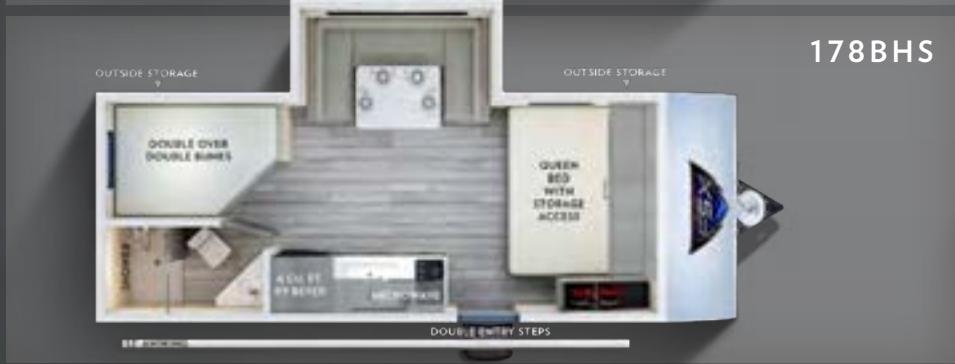 178BHS
OUTSIDE STORAGE
OUTSIDE STORAGE
DOUBLE OVER
DOUBLE BUNKS
QUEEN
BED
WITH
STORAGE
ACCESS
FSX
SHOWER
MICROWAVE
DOUBLE ENTRY STEPS